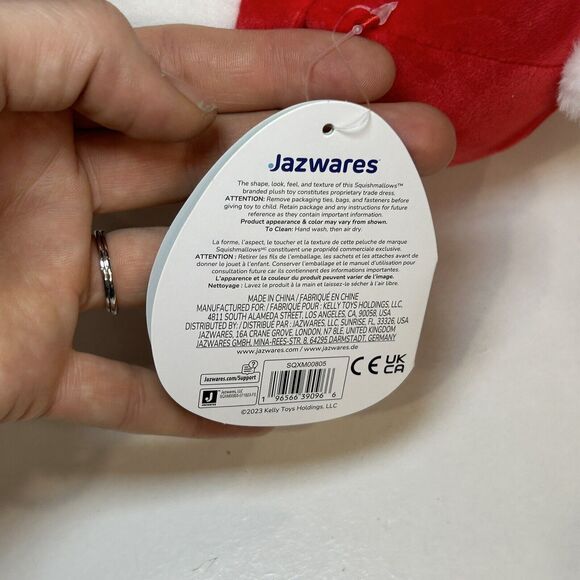 Jazwares
The shape, look, feel, and texture of this Squishmallows™
branded plush toy constitutes proprietary trade dress.
ATTENTION: Remove packaging ties, bags, and fasteners before
giving toy to child. Retain package and any instructions for future
reference as they contain important information.
Product appearance & color may vary from shown.
To Clean: Hand wash, then air dry.
La forme, l'aspect, le toucher et la texture de cette peluche de marque
Squishmallowsᴹᶜ constituent une propriété commerciale exclusive.
ATTENTION : Retirer les fils de l'emballage, les sachets et les attaches avant de
donner le jouet à l'enfant. Conserver l'emballage et le manuel d'utilisation pour
consultation future car ils contiennent des informations importantes.
L'apparence et la couleur du produit peuvent varier de l'image.
Nettoyage : Lavez le produit à la main et laissez-le sécher à l'air libre.
MADE IN CHINA / FABRIQUÉ EN CHINE
MANUFACTURED FOR: / FABRIQUÉ POUR : KELLY TOYS HOLDINGS, LLC,
4811 SOUTH ALAMEDA STREET, LOS ANGELES, CA, 90058, USA
DISTRIBUTED BY: / DISTRIBUÉ PAR : JAZWARES, LLC, SUNRISE, FL, 33326, USA
JAZWARES, 16A CRANE GROVE, LONDON, N7 8LE, UNITED KINGDOM
JAZWARES GMBH, MINA-REES-STR. 8, 64295 DARMSTADT, GERMANY
www.jazwares.com / www.jazwares.com
Jazwares.com/Support
?
SQXM00805
1 96566 39096 6
CE UK
CA
J
JAZWARES
Jazwares, LLC
©2023 Kelly Toys Holdings, LLC